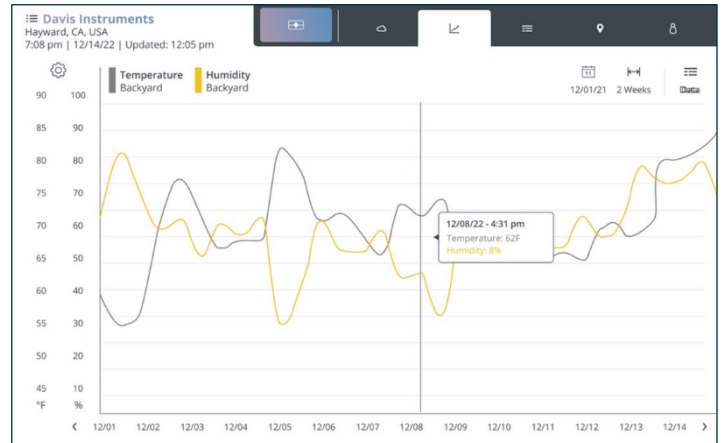 Davis Instruments
Hayward, CA, USA
7:08 pm | 12/14/22 | Updated: 12:05 pm
Temperature Humidity
Backyard Backyard
11
12/01/21 2 Weeks Data
90 100
85 90
80 80
75 70
70 60
65 50
60 40
55 30
50 20
45 10
°F %
12/08/22 - 4:31 pm
Temperature: 62F
Humidity: 8%
12/01 12/02 12/03 12/04 12/05 12/06 12/07 12/08 12/09 12/10 12/11 12/12 12/13 12/14